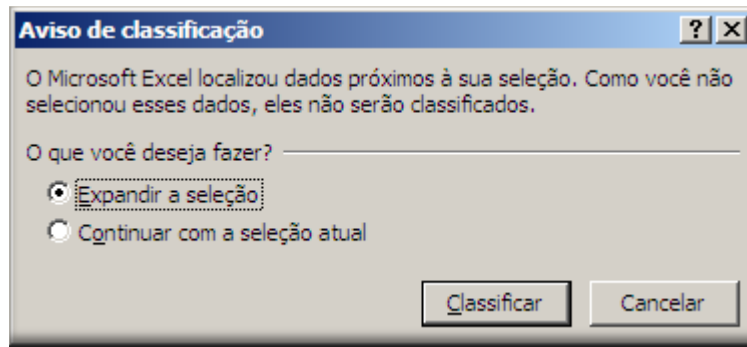 Aviso de classificação
O Microsoft Excel localizou dados próximos à sua seleção. Como você não
selecionou esses dados, eles não serão classificados.
O que você deseja fazer?
Expandir a seleção
Continuar com a seleção atual
Classificar Cancelar